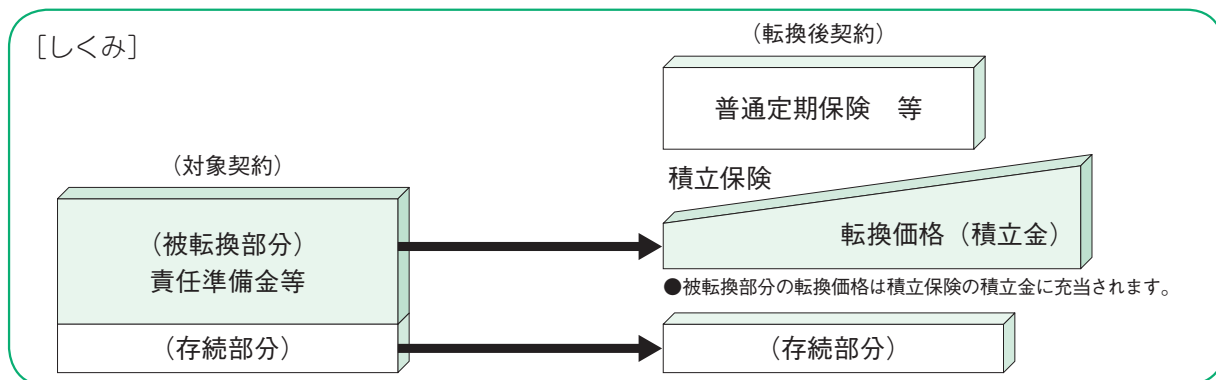 [しくみ]
(転換後契約)
普通定期保険　等
(対象契約)
積立保険
(被転換部分)
責任準備金等
転換価格(積立金)
●被転換部分の転換価格は積立保険の積立金に充当されます。
(存続部分)
(存続部分)